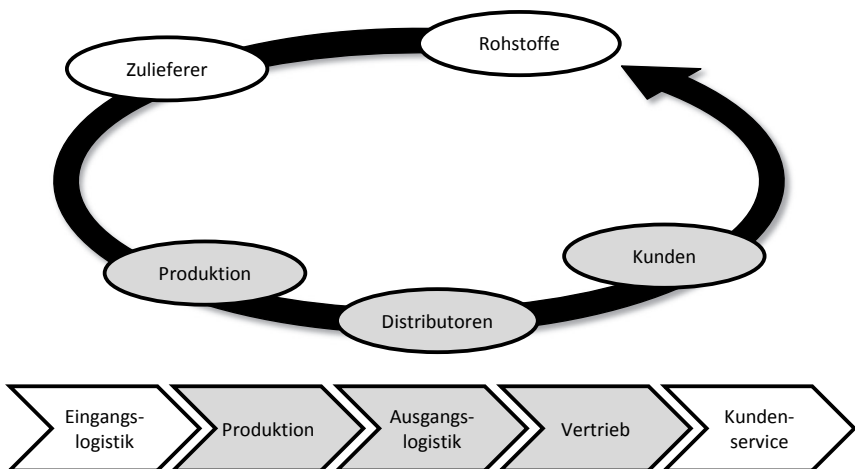 Rohstoffe
Zulieferer
Kunden
Produktion
Distributoren
Eingangs-
logistik
Produktion
Ausgangs-
logistik
Vertrieb
Kunden-
service